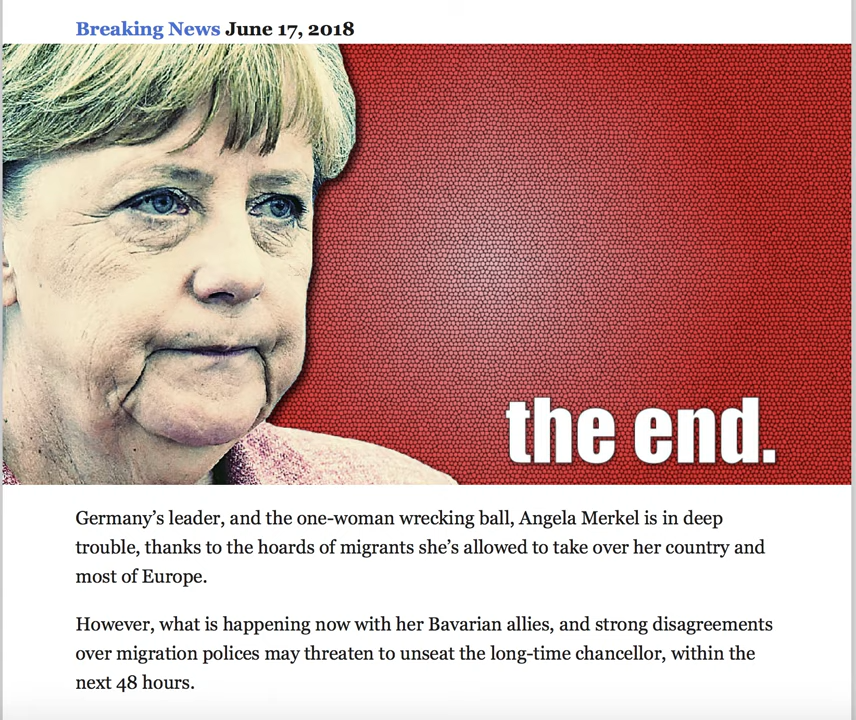 Breaking News June 17, 2018
the end.
Germany's leader, and the one-woman wrecking ball, Angela Merkel is in deep
trouble, thanks to the hoards of migrants she's allowed to take over her country and
most of Europe.
However, what is happening now with her Bavarian allies, and strong disagreements
over migration polices may threaten to unseat the long-time chancellor, within the
next 48 hours.